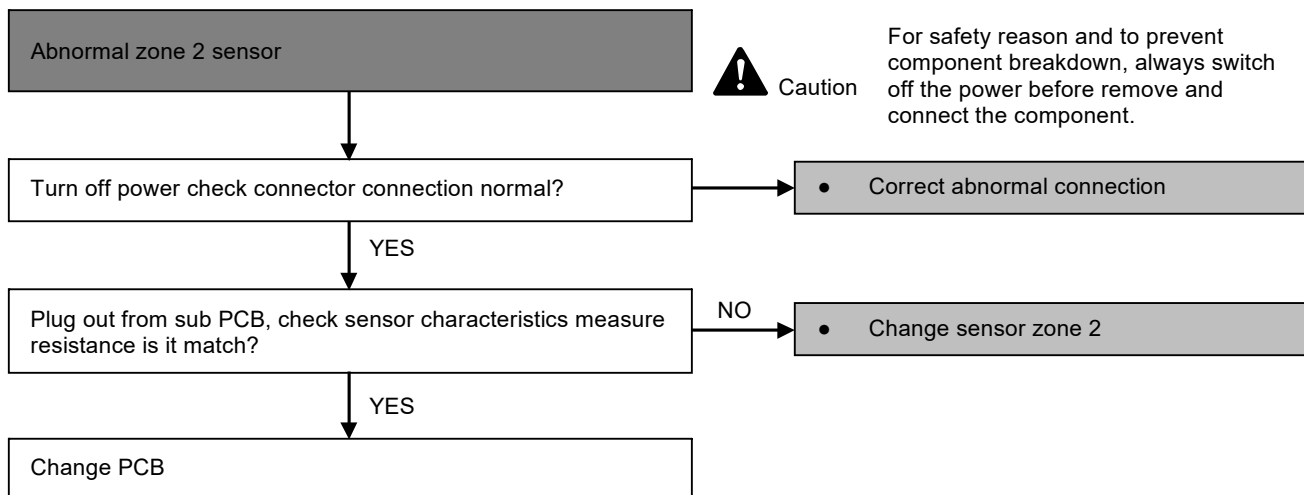 Abnormal zone 2 sensor
Caution
For safety reason and to prevent
component breakdown, always switch
off the power before remove and
connect the component.
Turn off power check connector connection normal?
● Correct abnormal connection
YES
Plug out from sub PCB, check sensor characteristics measure
resistance is it match?
NO
● Change sensor zone 2
YES
Change PCB